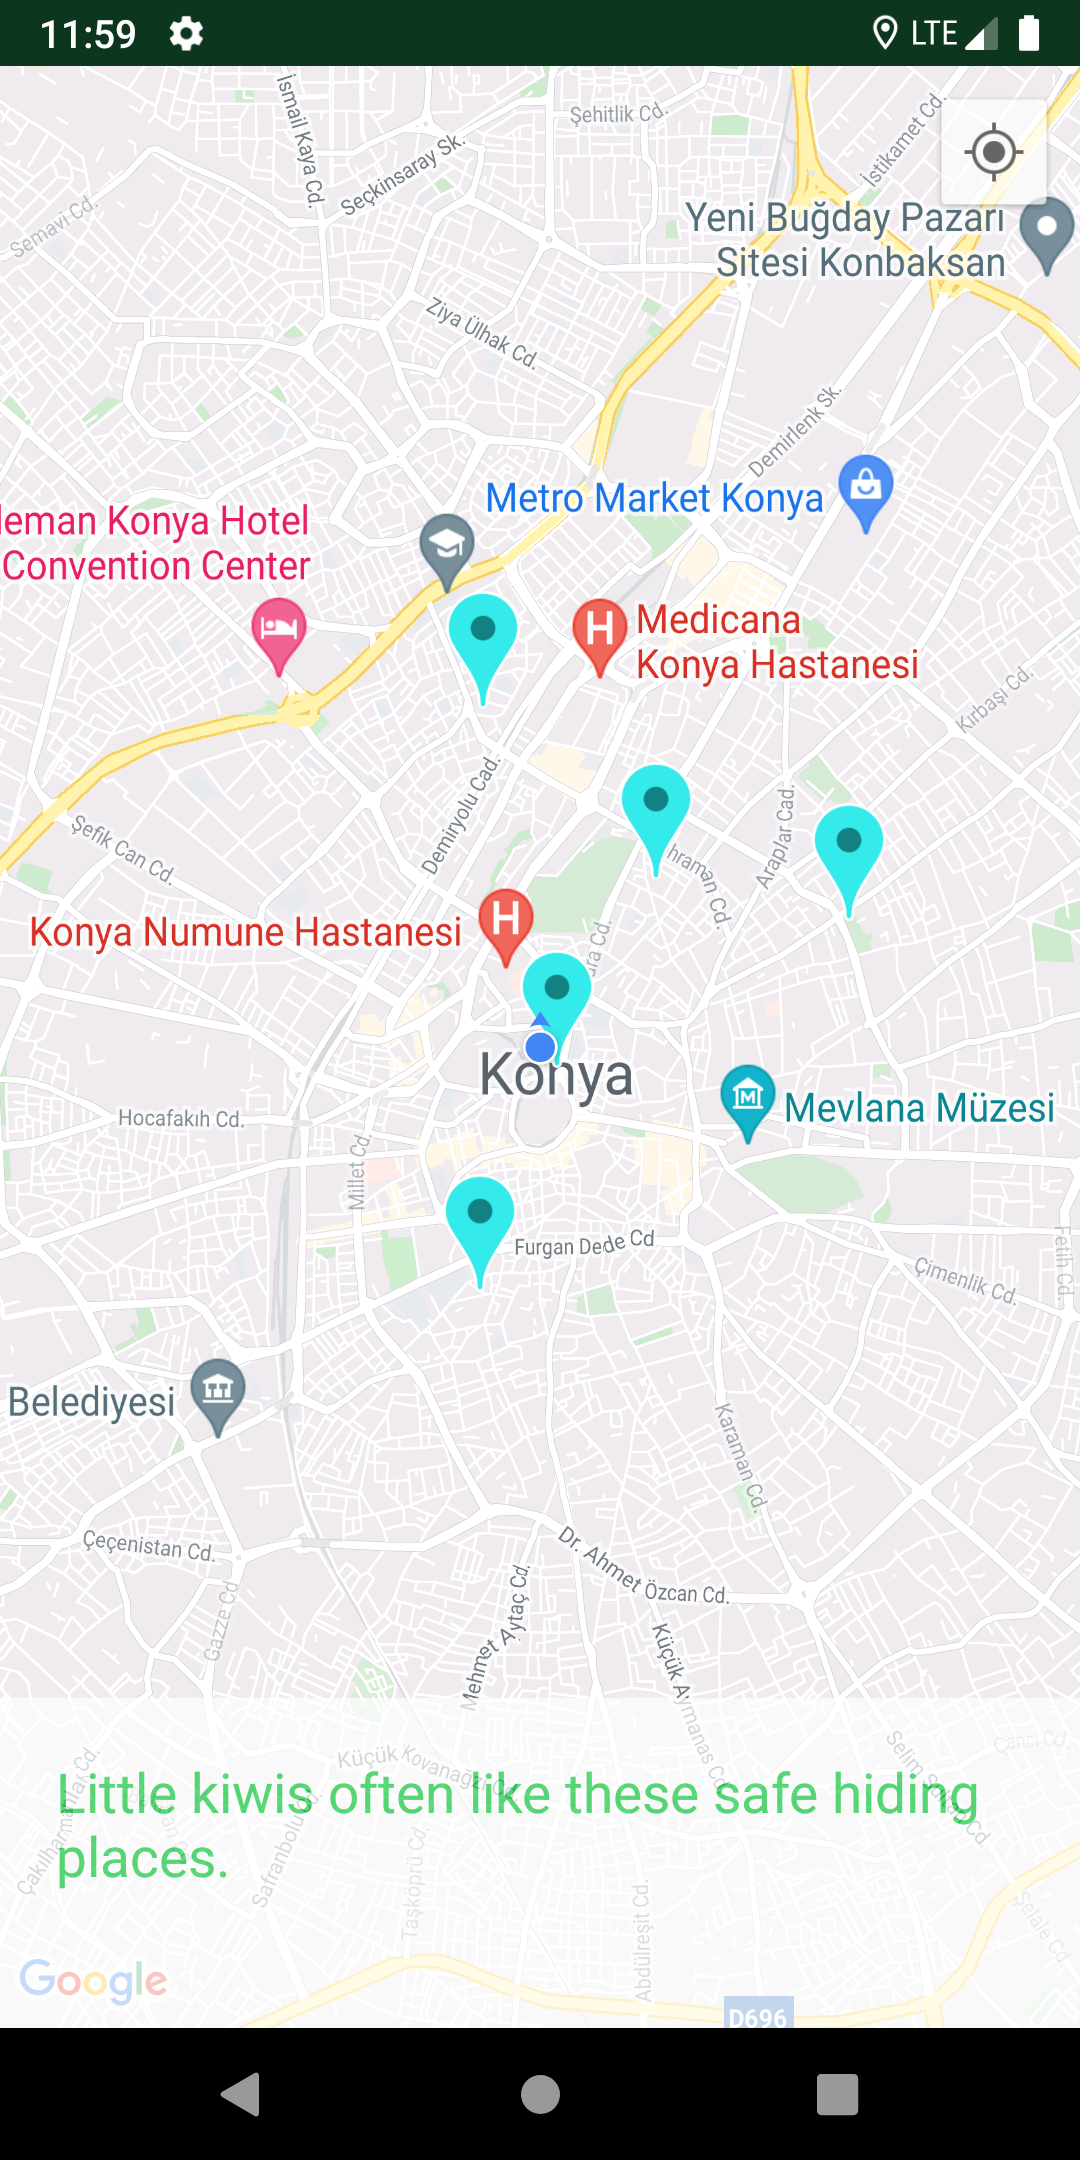 11:59
LTE
İsmail Kaya Cd.
Şehitlik Cd.
Seçkinsaray Sk.
İstikamet Cd.
Semavi Cd.
Yeni Buğday Pazarı
Sitesi Konbaksan
Ziya Ülhak Cd.
Demirlenk Sk.
Metro Market Konya
leman Konya Hotel
Convention Center
Medicana
Konya Hastanesi
Kırbaşı Cd.
Demiryolu Cad.
Araplar Cad.
Şefik Can Cd.
hraman Cd.
Konya Numune Hastanesi
ara Cd.
Konya
Mevlana Müzesi
Hocafakıh Cd.
Millet Cd.
Furgan Dede Cd
Fetih Cd.
Çimenlik Cd.
Belediyesi
Karaman Cd.
Çeçenistan Cd.
Dr. Ahmet Özcan Cd.
Gazze Cd
Mehmet Aytaç Cd.
Küçük Aymanas Cd.
Küçük Kovanağzı Cd.
Selim Sultan Cd.
Çancı Cd.
Little kiwis often like these safe hiding
places.
Safranbolu Cd.
Taşköprü Cd.
Abdülreşit Cd.
Şelale Cd.
Google
D696